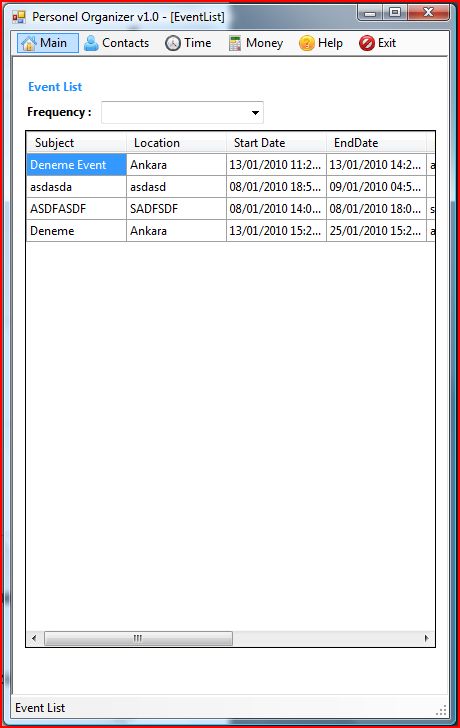 Personel Organizer v1.0 - [EventList]
Main Contacts Time Money Help Exit
Event List
Frequency :
Subject Location Start Date EndDate
Deneme Event Ankara 13/01/2010 11:2... 13/01/2010 14:2... a
asdasda asdasd 08/01/2010 18:5... 09/01/2010 04:5...
ASDFASDF SADFSDF 08/01/2010 14:0... 08/01/2010 18:0... s
Deneme Ankara 13/01/2010 15:2... 25/01/2010 15:2... a
Event List